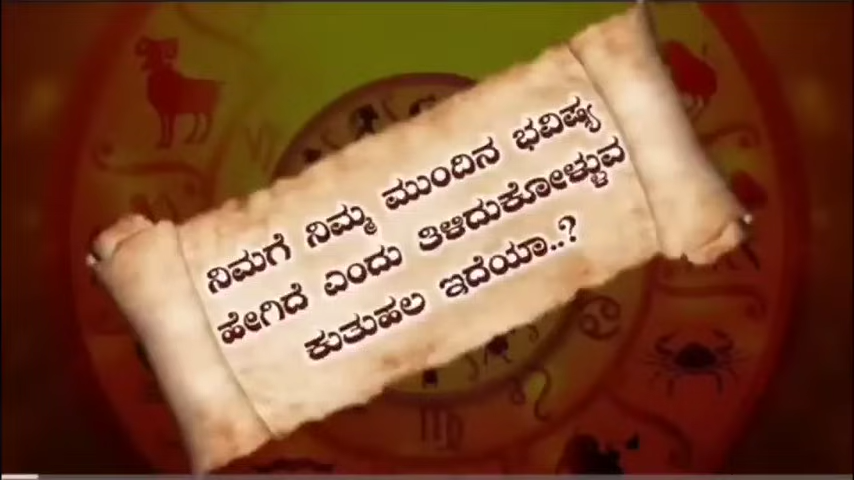 ನಿಮಗೆ ನಿಮ್ಮ ಮುಂದಿನ ಭವಿಷ್ಯ
ಹೇಗಿದೆ ಎಂದು ತಿಳಿದುಕೋಳ್ಳುವ
ಕುತುಹಲ ಇದೆಯಾ..?